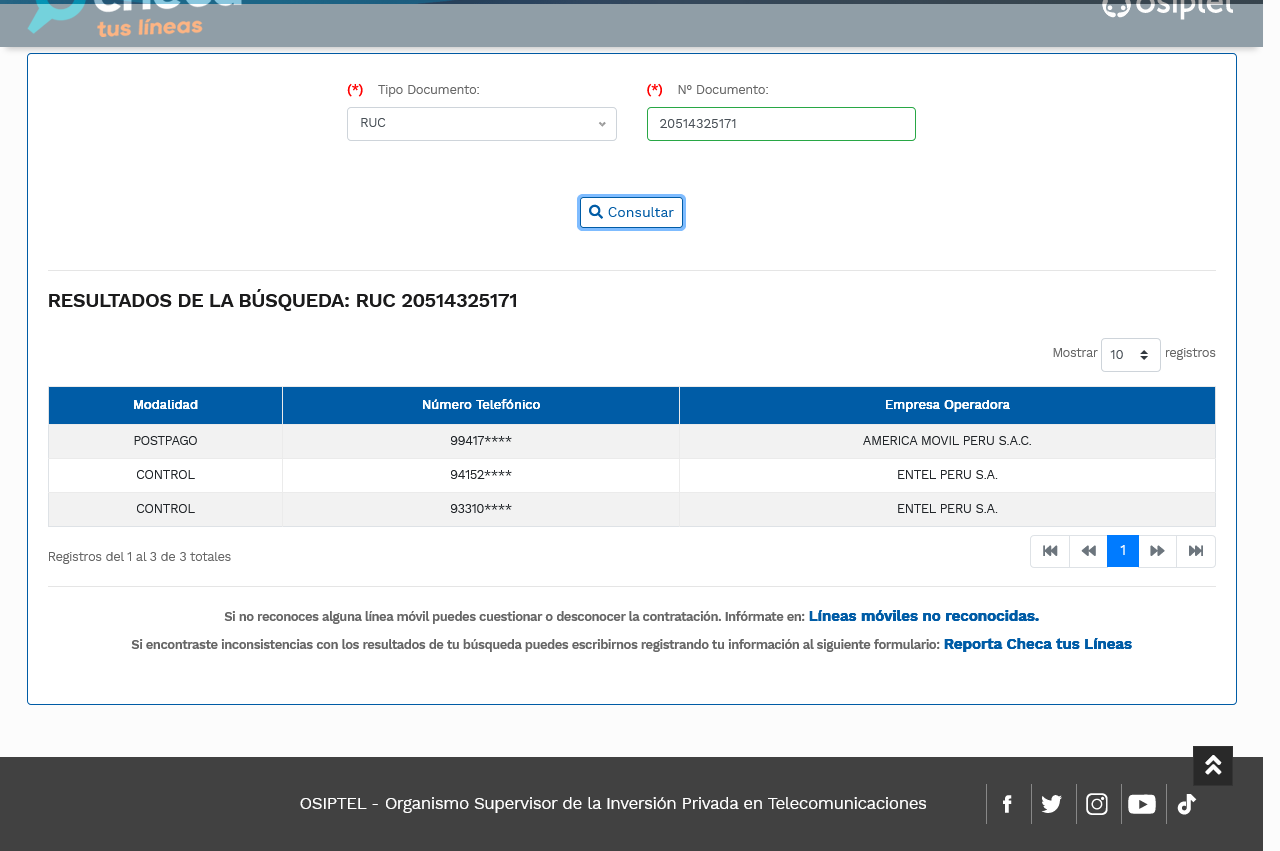 checa
tus líneas
osiptel
(*) Tipo Documento:
(*) N° Documento:
RUC
20514325171
Consultar
RESULTADOS DE LA BÚSQUEDA: RUC 20514325171
Mostrar 10 registros
Modalidad Número Telefónico Empresa Operadora
POSTPAGO 99417**** AMERICA MOVIL PERU S.A.C.
CONTROL 94152**** ENTEL PERU S.A.
CONTROL 93310**** ENTEL PERU S.A.
Registros del 1 al 3 de 3 totales
1
Si no reconoces alguna línea móvil puedes cuestionar o desconocer la contratación. Infórmate en: Líneas móviles no reconocidas.
Si encontraste inconsistencias con los resultados de tu búsqueda puedes escribirnos registrando tu información al siguiente formulario: Reporta Checa tus Líneas
OSIPTEL - Organismo Supervisor de la Inversión Privada en Telecomunicaciones